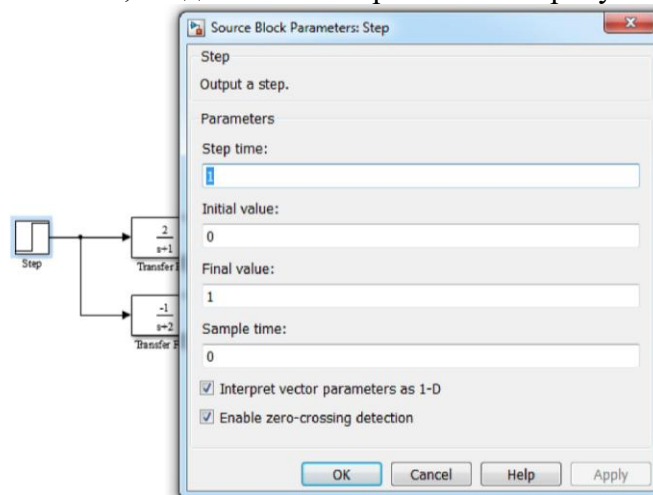 Source Block Parameters: Step
Step
Output a step.
Parameters
Step time:
1
Initial value:
0
Final value:
1
Sample time:
0
Interpret vector parameters as 1-D
Enable zero-crossing detection
OK Cancel Help Apply
Step
2
s+1
Transfer
-1
s+2
Transfer